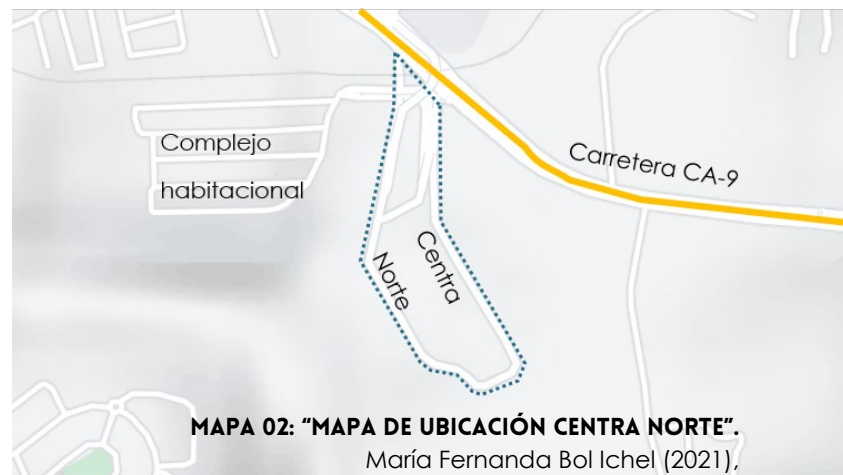 Complejo
habitacional
Carretera CA-9
Centra
Norte
MAPA 02: “MAPA DE UBICACIÓN CENTRA NORTE”.
María Fernanda Bol Ichel (2021),